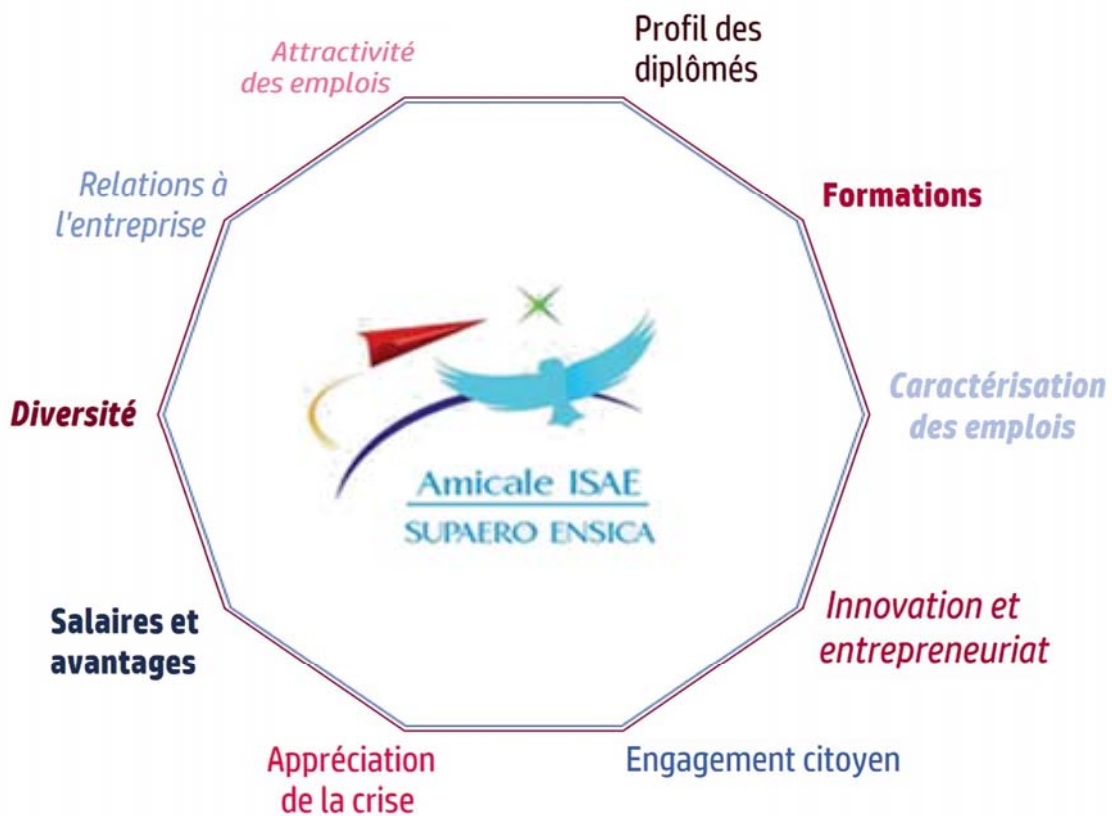 Profil des
diplômés
Formations
Caractérisation
des emplois
Innovation et
entrepreneuriat
Engagement citoyen
Appréciation
de la crise
Salaires et
avantages
Diversité
Relations à
l'entreprise
Attractivité
des emplois
Amicale ISAE
SUPAERO ENSICA